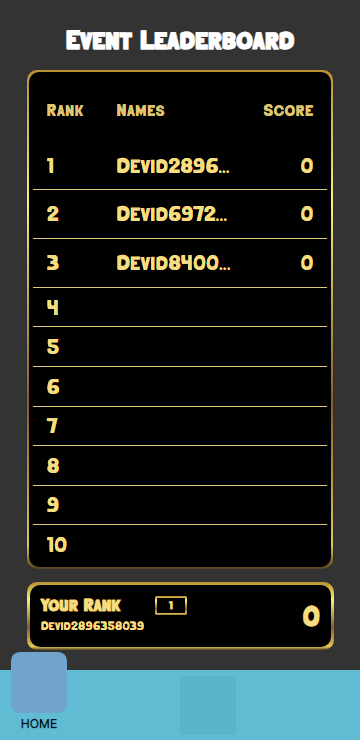 Event Leaderboard
Rank Names Score
1 Devid2896... 0
2 Devid6972... 0
3 Devid8400... 0
4
5
6
7
8
9
10
Your Rank 1 0
Devid2896358039
HOME